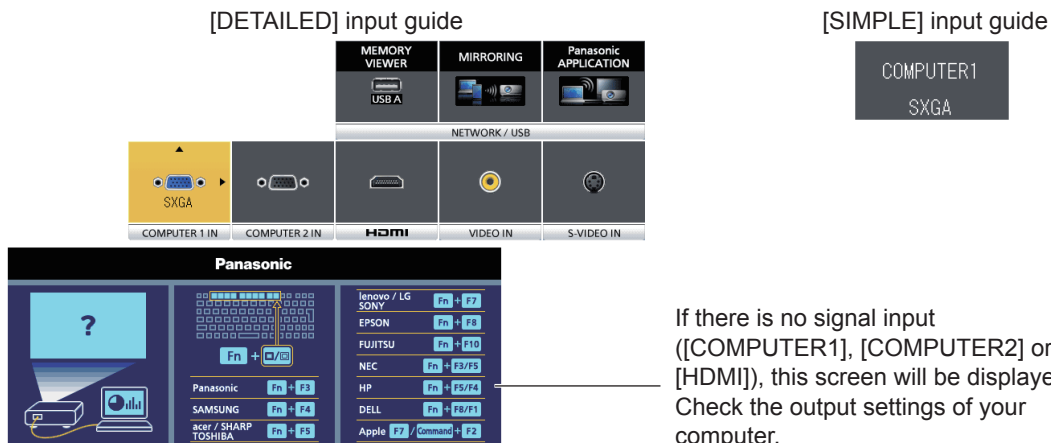 [DETAILED] input guide
[SIMPLE] input guide
MEMORY VIEWER
MIRRORING
Panasonic APPLICATION
USB A
NETWORK / USB
SXGA
COMPUTER 1 IN
COMPUTER 2 IN
HDMI
VIDEO IN
S-VIDEO IN
COMPUTER1
SXGA
Panasonic
?
Fn +
Panasonic Fn + F3
SAMSUNG Fn + F4
acer / SHARP
TOSHIBA Fn + F5
lenovo / LG
SONY Fn + F7
EPSON Fn + F8
FUJITSU Fn + F10
NEC Fn + F3/F5
HP Fn + F5/F4
DELL Fn + F8/F1
Apple F7 / Command + F2
If there is no signal input
([COMPUTER1], [COMPUTER2] or
[HDMI]), this screen will be displaye
Check the output settings of your
computer.